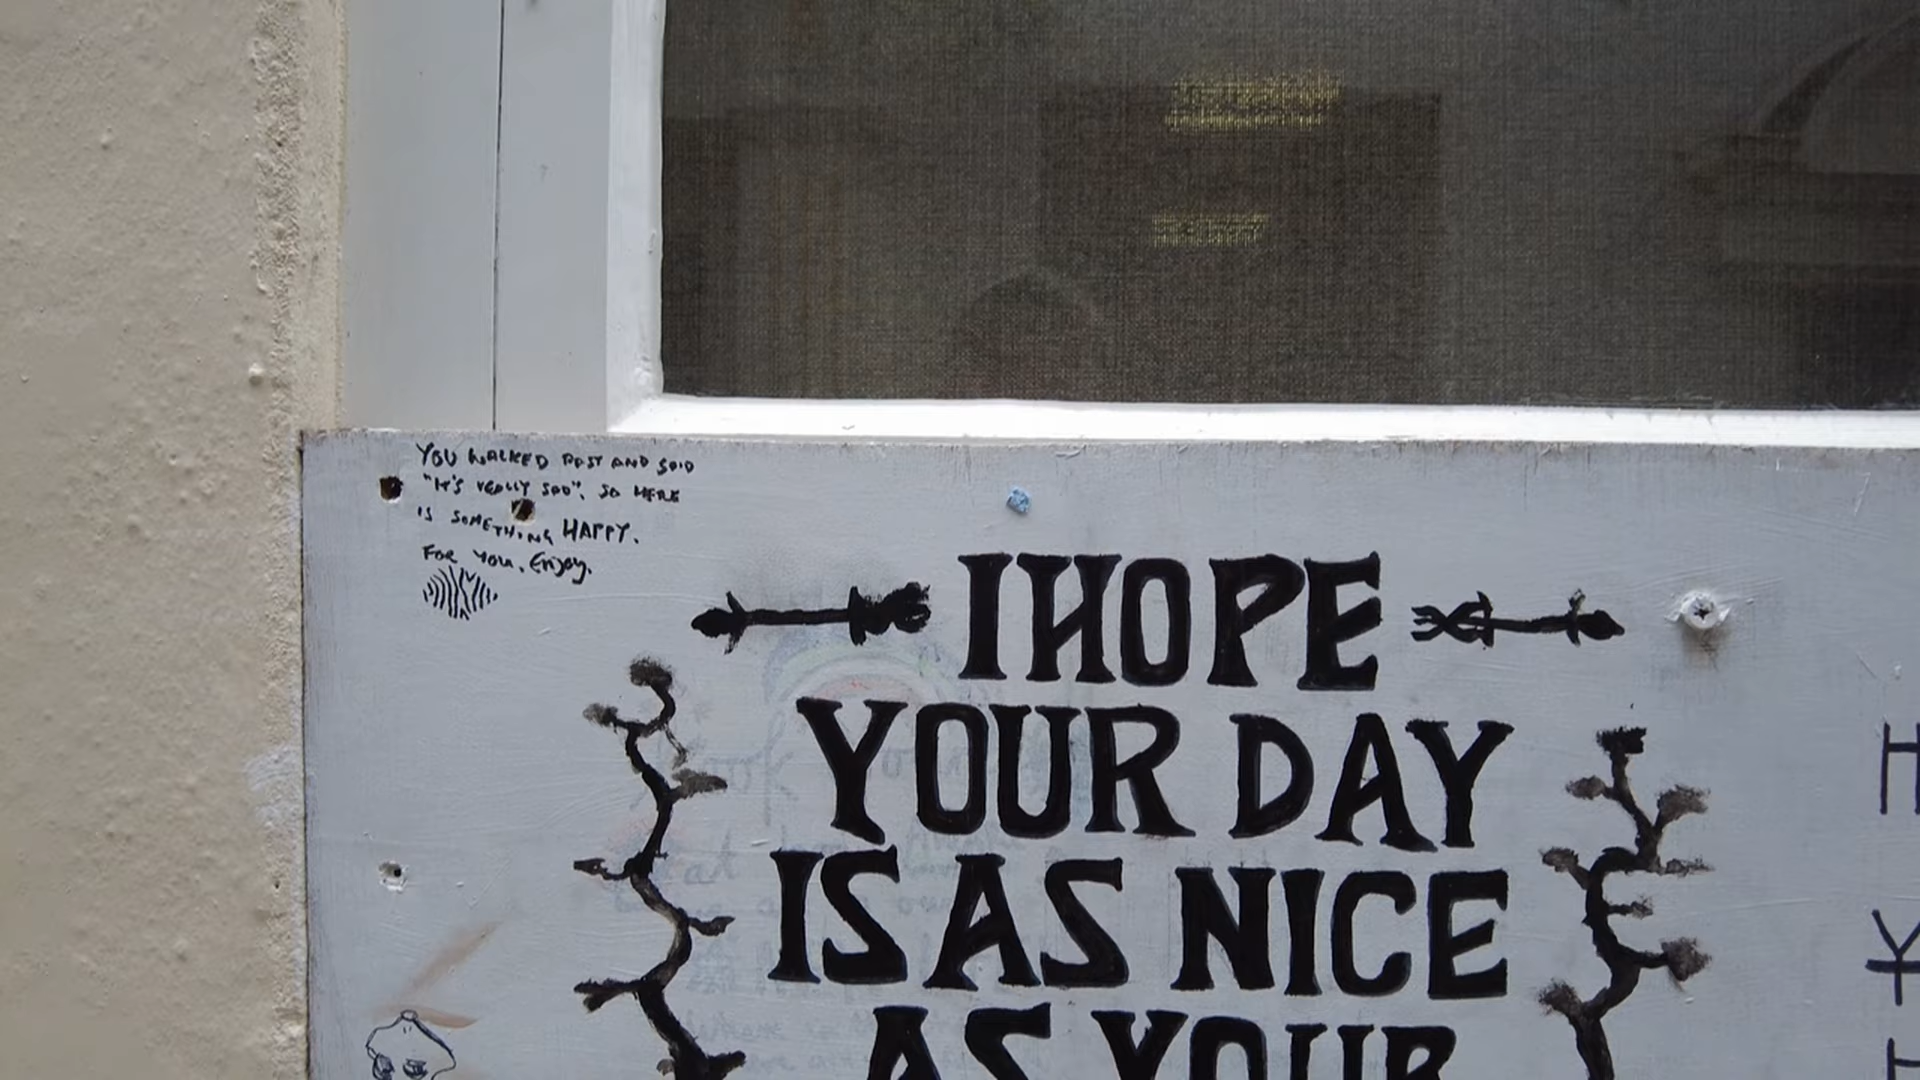 YOU WALKED PAST AND SAID
"IT'S REALLY SAD". SO HERE
IS SOMETHING HAPPY.
FOR YOU. Enjoy.
I HOPE
YOUR DAY
IS AS NICE
AS YOUR
H
Y